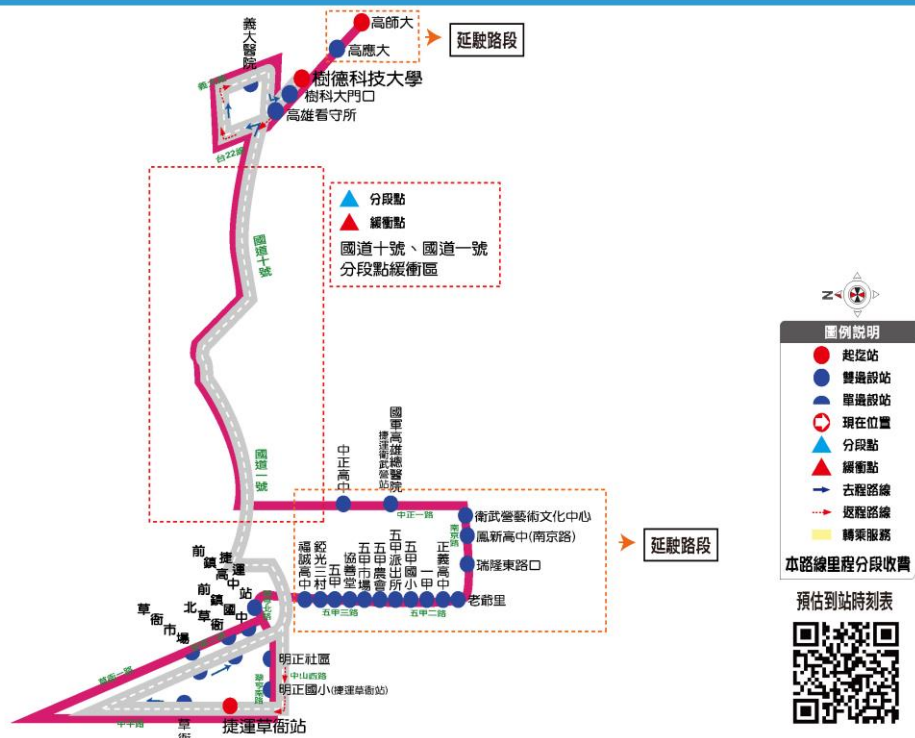 高師大
高應大
延駛路段
義大醫院
樹德科技大學
樹科大門口
高雄看守所
台22線
分段點
緩衝點
國道十號、國道一號
分段點緩衝區
國道十號
國道一號
N
圖例説明
起迄站
雙邊設站
單邊設站
現在位置
分段點
緩衝點
去程路線
返程路線
轉乘服務
本路線里程分段收費
預估到站時刻表
中正高中
國軍高雄總醫院
捷運衛武營站
中正一路
南京路
衛武營藝術文化中心
鳳新高中(南京路)
瑞隆東路口
老爺里
延駛路段
福誠高中
錏光三村
五甲
協善堂
五甲市場
五甲農會
五甲派出所
五甲國小
一甲
正義高中
五甲三路
五甲二路
捷運
前鎮高中站
前鎮國中
北草衙
草衙市場
草衙一路
明正社區
中山西路
明正國小(捷運草衙站)
中平路
捷運草衙站
草衙